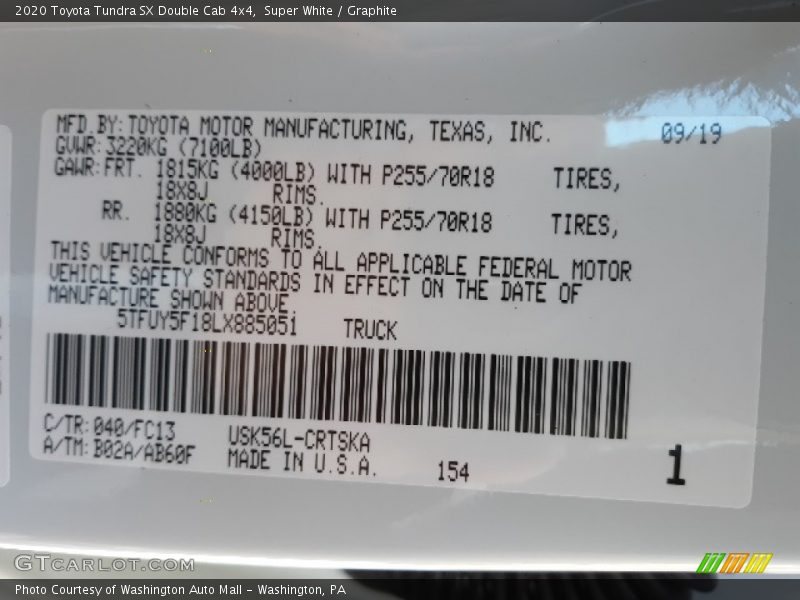 2020 Toyota Tundra SX Double Cab 4x4,  Super White / Graphite
MFD.BY:TOYOTA MOTOR MANUFACTURING, TEXAS, INC. 09/19
GVWR:3220KG (7100LB)
GAWR:FRT. 1815KG (4000LB) WITH P255/70R18 TIRES,
18X8J RIMS.
RR. 1880KG (4150LB) WITH P255/70R18 TIRES,
18X8J RIMS.
THIS VEHICLE CONFORMS TO ALL APPLICABLE FEDERAL MOTOR
VEHICLE SAFETY STANDARDS IN EFFECT ON THE DATE OF
MANUFACTURE SHOWN ABOVE.
5TFUY5F18LX885051 TRUCK
C/TR:040/FC13 USK56L-CRTSKA
A/TM:B02A/AB60F MADE IN U.S.A. 154 1
GTCARLOT.COM
Photo Courtesy of Washington Auto Mall - Washington, PA